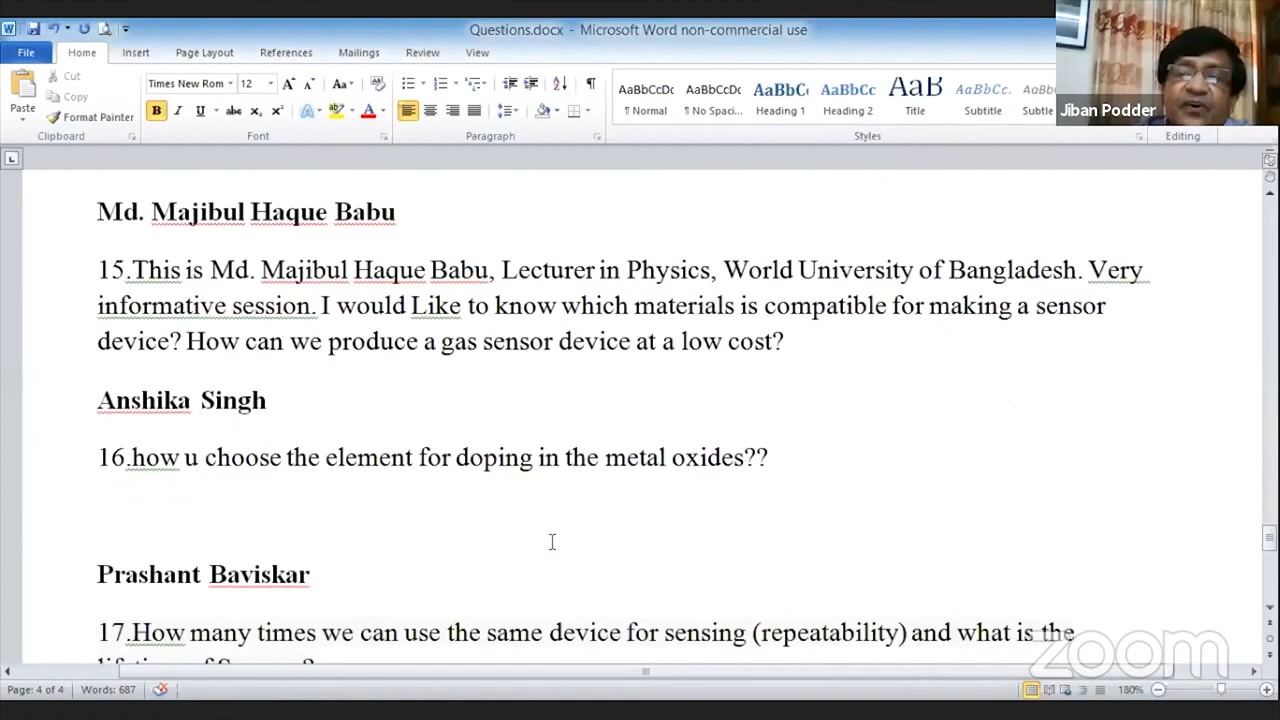 Questions.docx - Microsoft Word non-commercial use
File Home Insert Page Layout References Mailings Review View
Jiban Podder
Paste
Cut
Copy
Format Painter
Clipboard
Times New Rom 12
Font
Paragraph
AaBbCcDc AaBbCcDc AaBbC AaBbCc AaB AaBbCc. AaBbCcD
¶ Normal ¶ No Spaci... Heading 1 Heading 2 Title Subtitle Subtle
Styles
Editing
Md. Majibul Haque Babu
15.This is Md. Majibul Haque Babu, Lecturer in Physics, World University of Bangladesh. Very
informative session. I would Like to know which materials is compatible for making a sensor
device? How can we produce a gas sensor device at a low cost?
Anshika Singh
16.how u choose the element for doping in the metal oxides??
Prashant Baviskar
17.How many times we can use the same device for sensing (repeatability) and what is the
zoom
Page: 4 of 4 Words: 687 180%